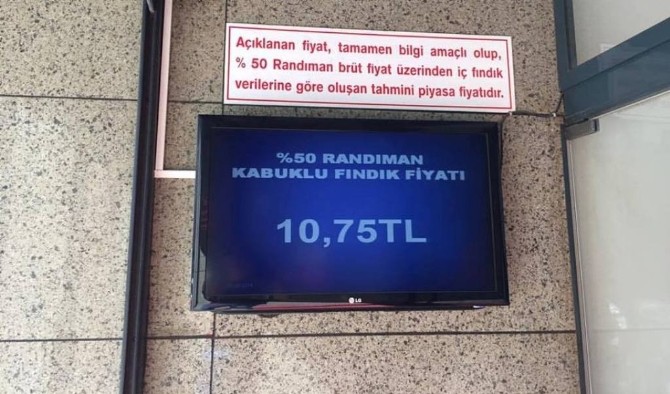 Açıklanan fiyat, tamamen bilgi amaçlı olup,
% 50 Randıman brüt fiyat üzerinden iç fındık
verilerine göre oluşan tahmini piyasa fiyatıdır.
%50 RANDIMAN
KABUKLU FINDIK FİYATI
10,75TL
LG